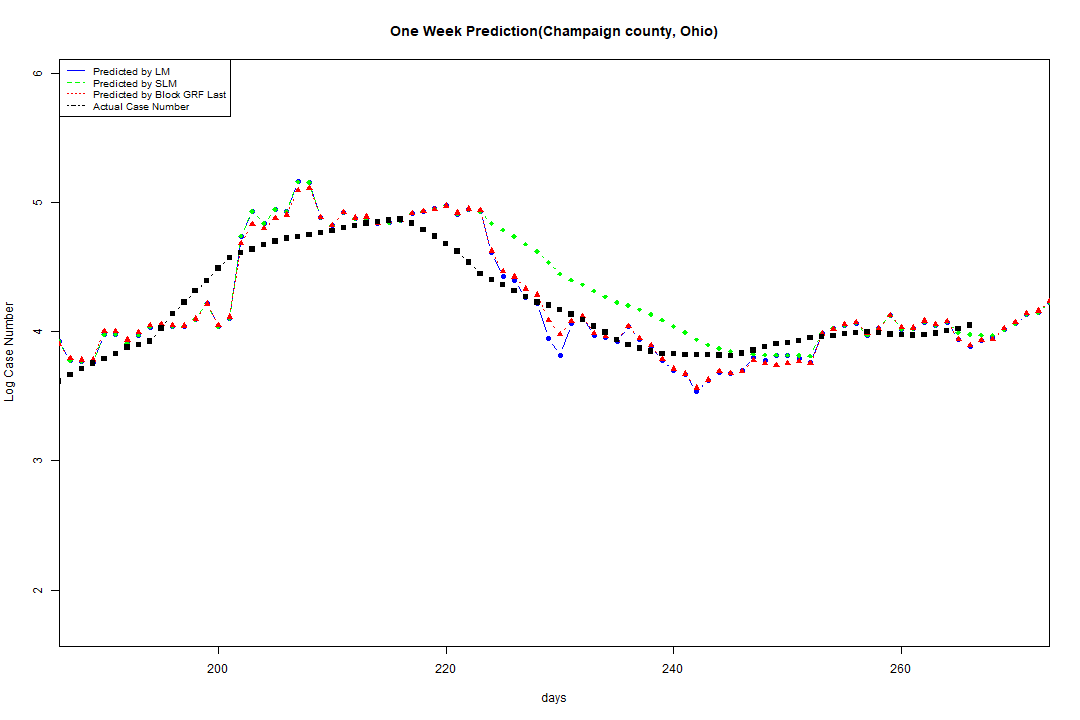 One Week Prediction(Champaign county, Ohio)
Predicted by LM
Predicted by SLM
Predicted by Block GRF Last
Actual Case Number
6
5
4
3
2
Log Case Number
200
220
240
260
days